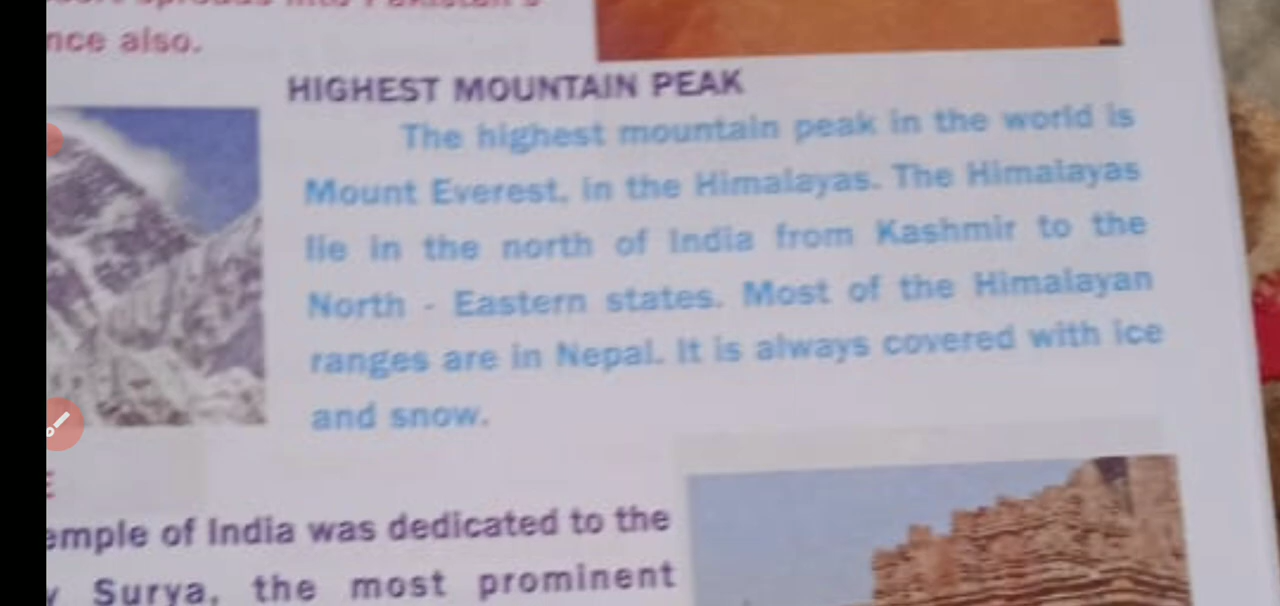 nce also.
HIGHEST MOUNTAIN PEAK
The highest mountain peak in the world is
Mount Everest, in the Himalayas. The Himalayas
lie in the north of India from Kashmir to the
North - Eastern states. Most of the Himalayan
ranges are in Nepal. It is always covered with ice
and snow.
E
emple of India was dedicated to the
y Surya, the most prominent